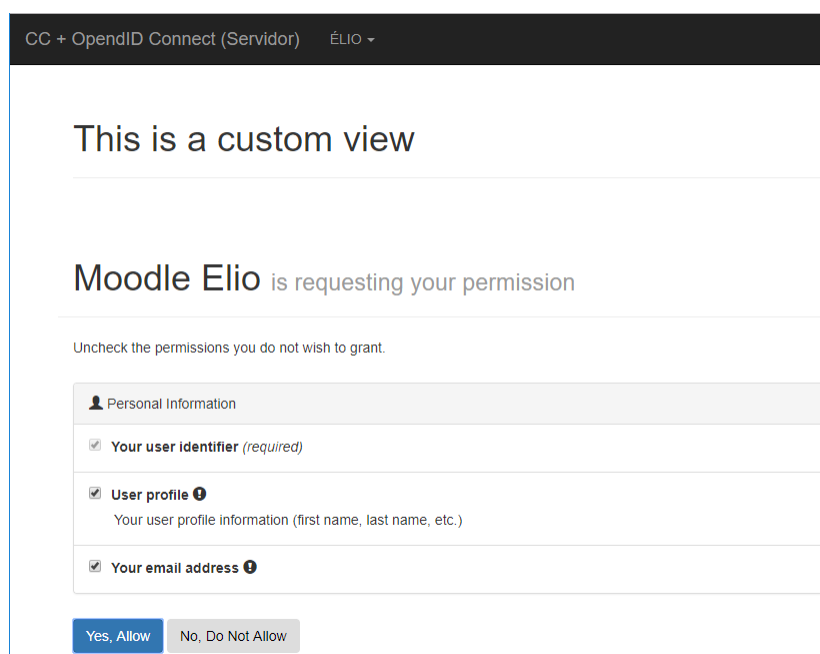 CC + OpendID Connect (Servidor) ÉLIO
This is a custom view
Moodle Elio is requesting your permission
Uncheck the permissions you do not wish to grant.
Personal Information
Your user identifier (required)
User profile
Your user profile information (first name, last name, etc.)
Your email address
Yes, Allow No, Do Not Allow